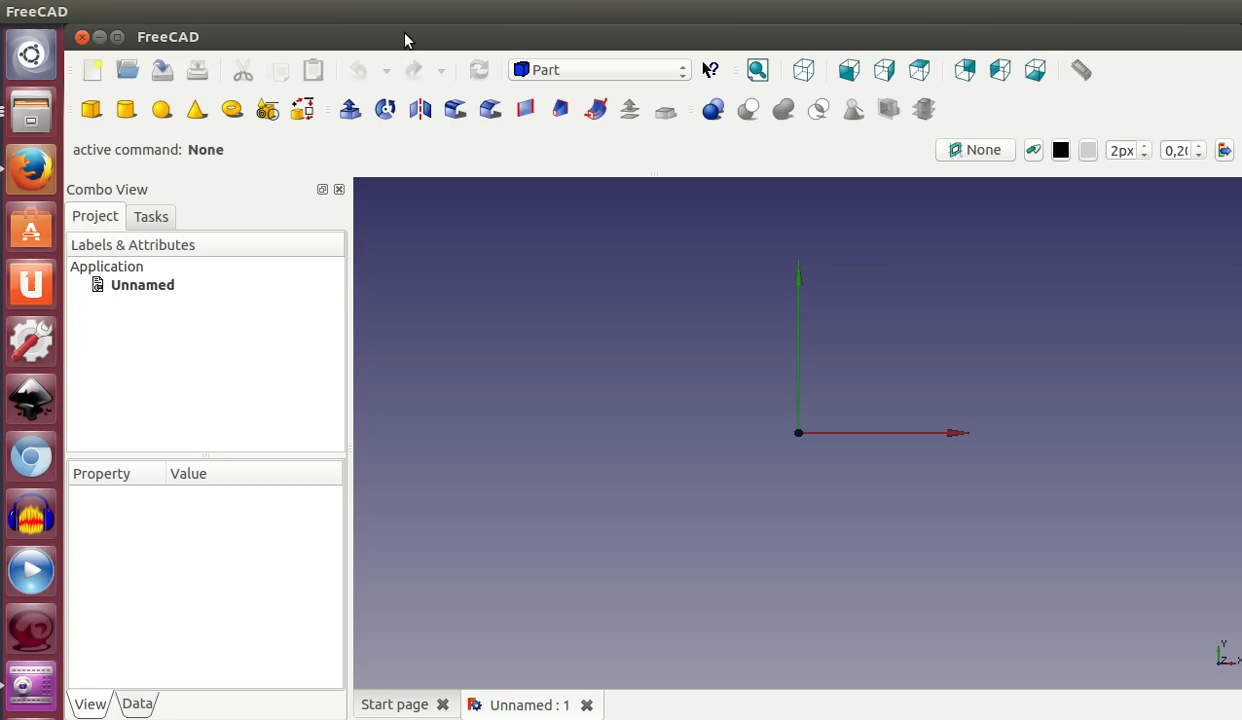 FreeCAD
FreeCAD
Part
active command: None
None
2px
0,20
Combo View
Project
Tasks
Labels & Attributes
Application
Unnamed
Property
Value
Y
Z
X
View
Data
Start page
Unnamed : 1